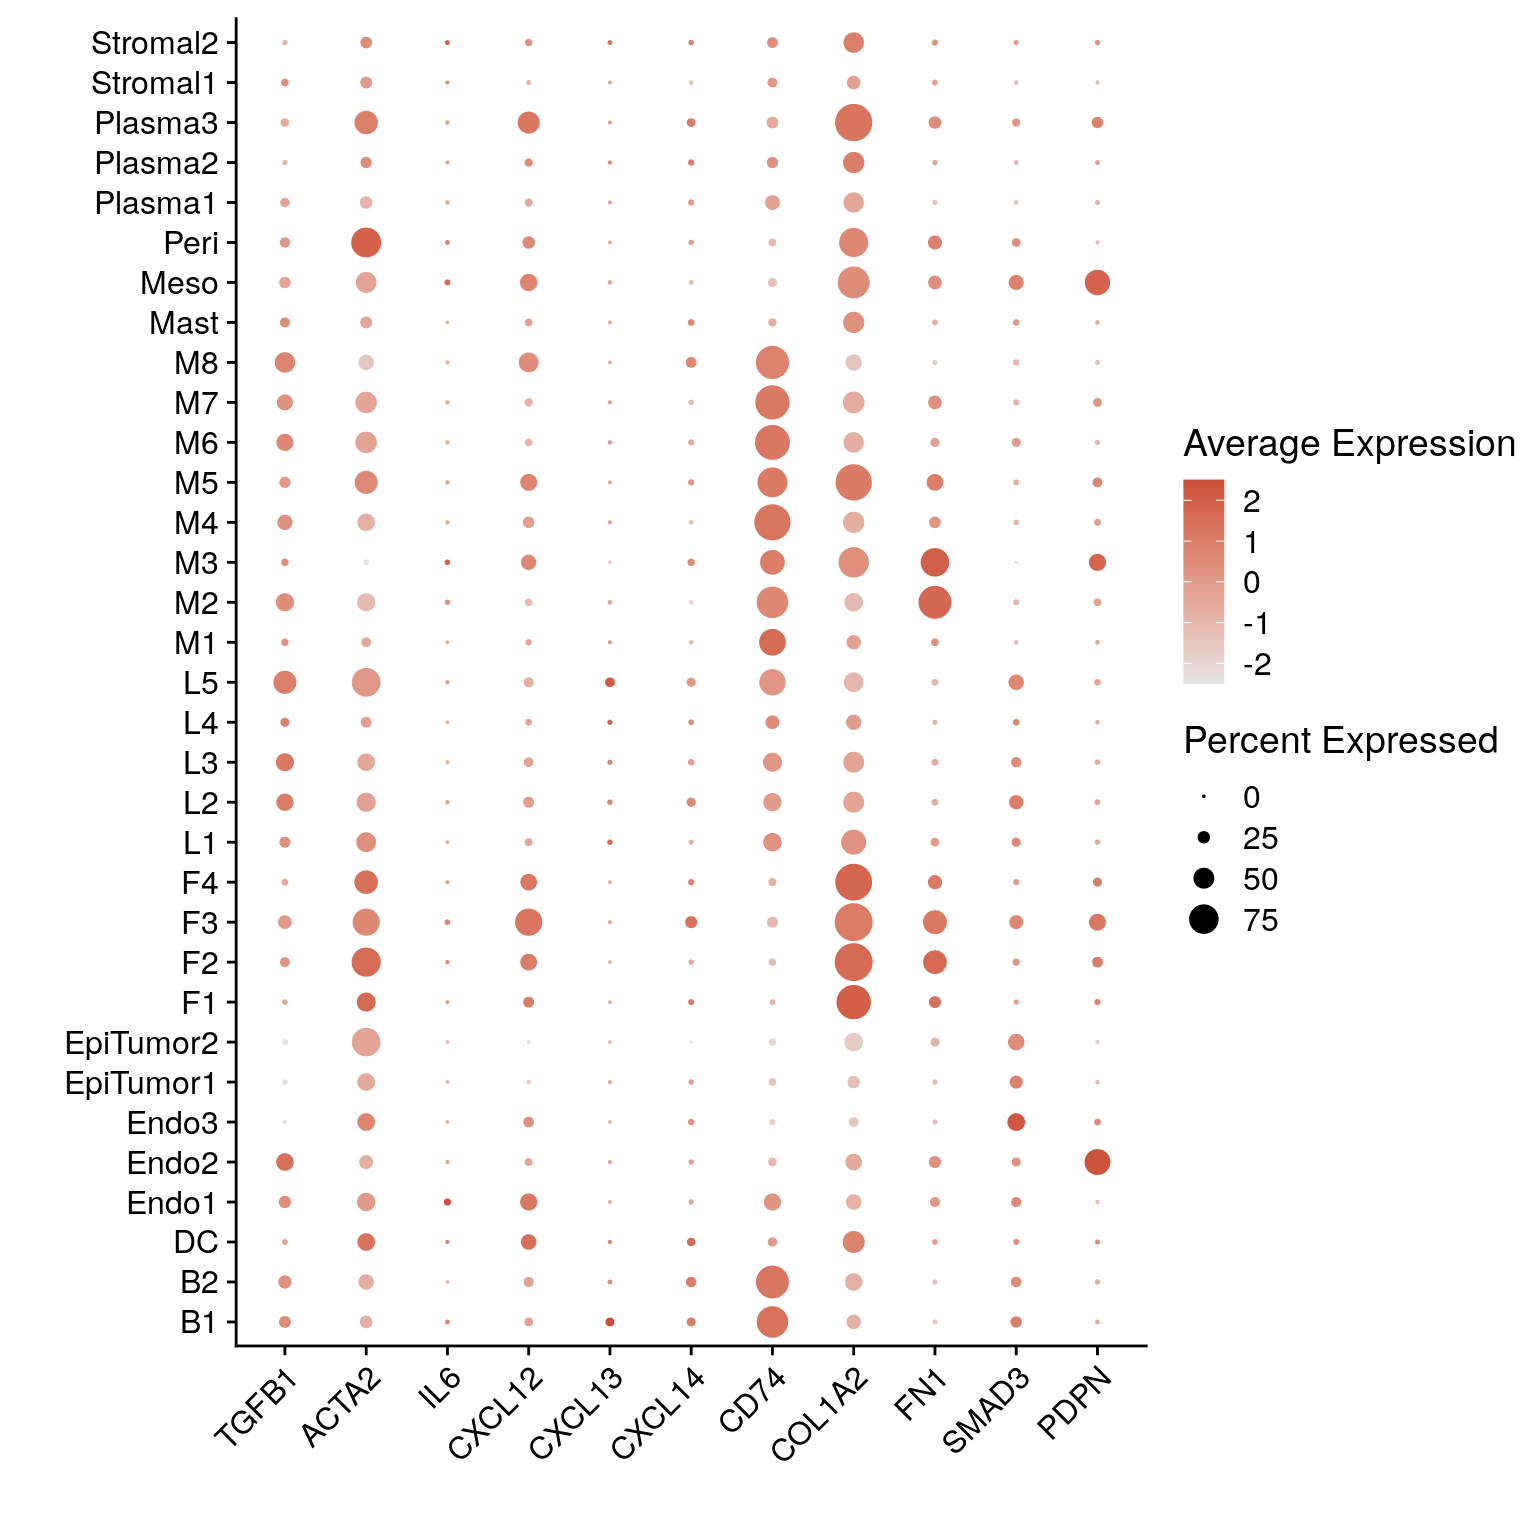 Stromal2
Stromal1
Plasma3
Plasma2
Plasma1
Peri
Meso
Mast
M8
M7
M6
M5
M4
M3
M2
M1
L5
L4
L3
L2
L1
F4
F3
F2
F1
EpiTumor2
EpiTumor1
Endo3
Endo2
Endo1
DC
B2
B1
TGFB1
ACTA2
IL6
CXCL12
CXCL13
CXCL14
CD74
COL1A2
FN1
SMAD3
PDPN
Average Expression
2
1
0
-1
-2
Percent Expressed
0
25
50
75